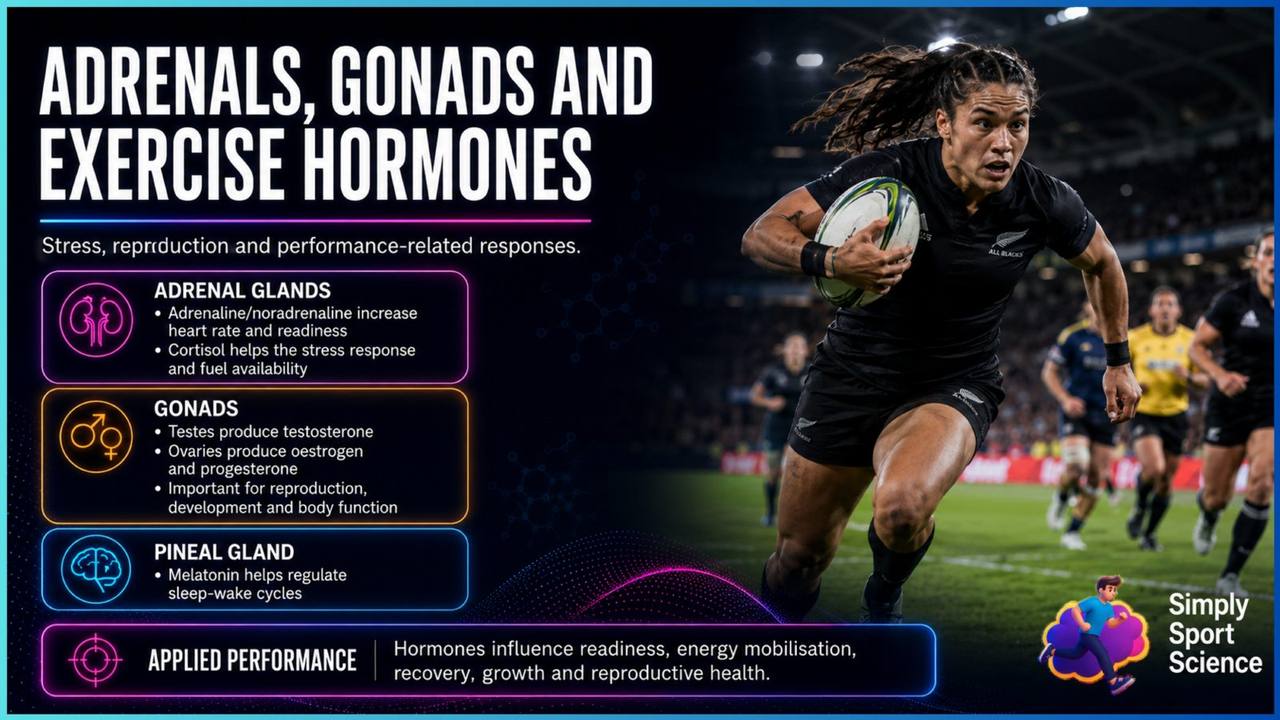 ADRENALS, GONADS AND
EXERCISE HORMONES
Stress, reprrduction and performance-related responses.
ADRENAL GLANDS
• Adrenaline/noradrenaline increase
heart rate and readiness
• Cortisol helps the stress response
and fuel availability
GONADS
• Testes produce testosterone
• Ovaries produce oestrogen
and progesterone
• Important for reproduction,
development and body function
PINEAL GLAND
• Melatonin helps regulate
sleep-wake cycles
APPLIED PERFORMANCE
Hormones influence readiness, energy mobilisation,
recovery, growth and reproductive health.
ALL BLACKS
Simply
Sport
Science